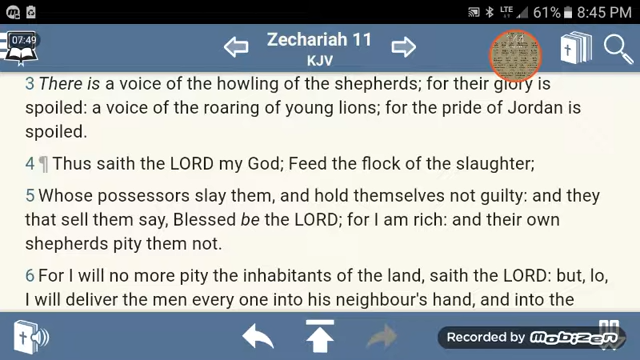 LTE 61% 8:45 PM
07:49
Zechariah 11
KJV
3 There is a voice of the howling of the shepherds; for their glory is
spoiled: a voice of the roaring of young lions; for the pride of Jordan is
spoiled.
4 ¶ Thus saith the LORD my God; Feed the flock of the slaughter;
5 Whose possessors slay them, and hold themselves not guilty: and they
that sell them say, Blessed be the LORD; for I am rich: and their own
shepherds pity them not.
6 For I will no more pity the inhabitants of the land, saith the LORD: but, lo,
I will deliver the men every one into his neighbour's hand, and into the
Recorded by Mobizen